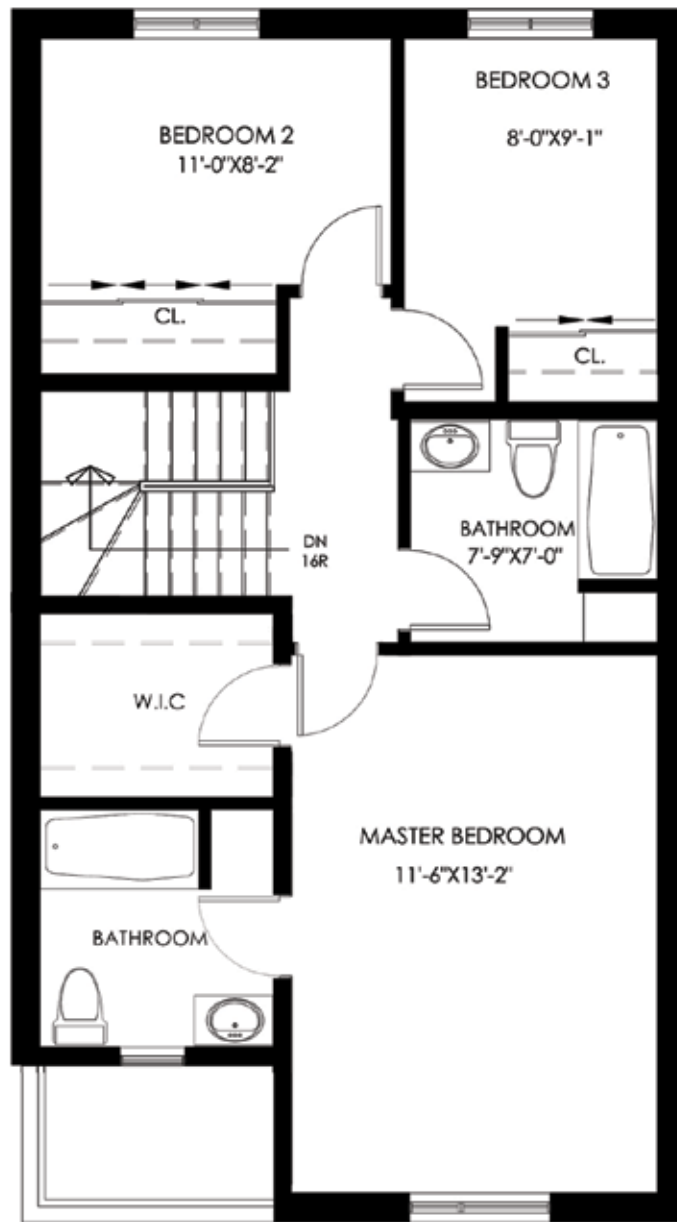 BEDROOM 2
11'-0"X8'-2"
BEDROOM 3
8'-0"X9'-1"
CL.
CL.
DN
16R
BATHROOM
7'-9"X7'-0"
W.I.C
MASTER BEDROOM
11'-6"X13'-2"
BATHROOM